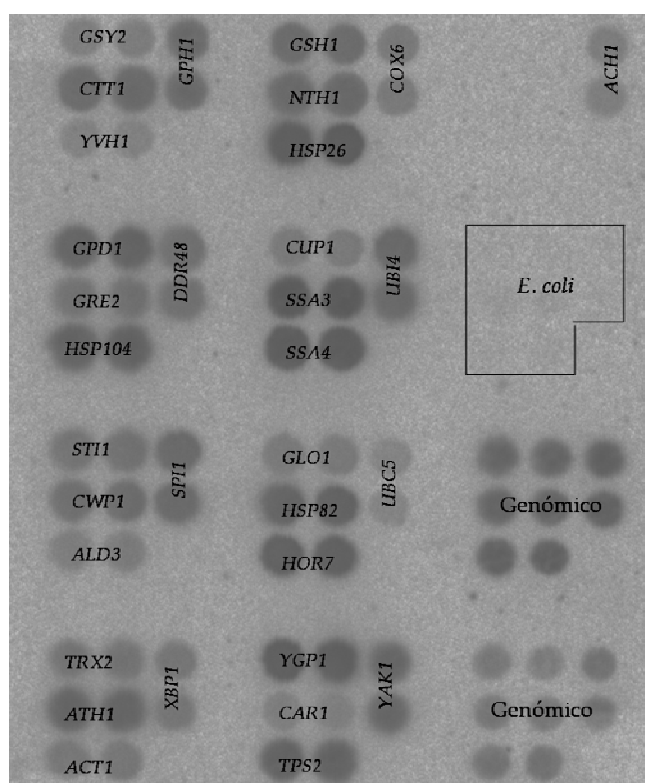 GSY2
CTT1
YVH1
GPH1
GSH1
NTH1
HSP26
COX6
ACH1
GPD1
GRE2
HSP104
DDR48
CUP1
SSA3
SSA4
UBI4
E. coli
STI1
CWP1
ALD3
SPI1
GLO1
HSP82
HOR7
UBC5
Genómico
TRX2
ATH1
ACT1
XBP1
YGP1
CAR1
TPS2
YAK1
Genómico